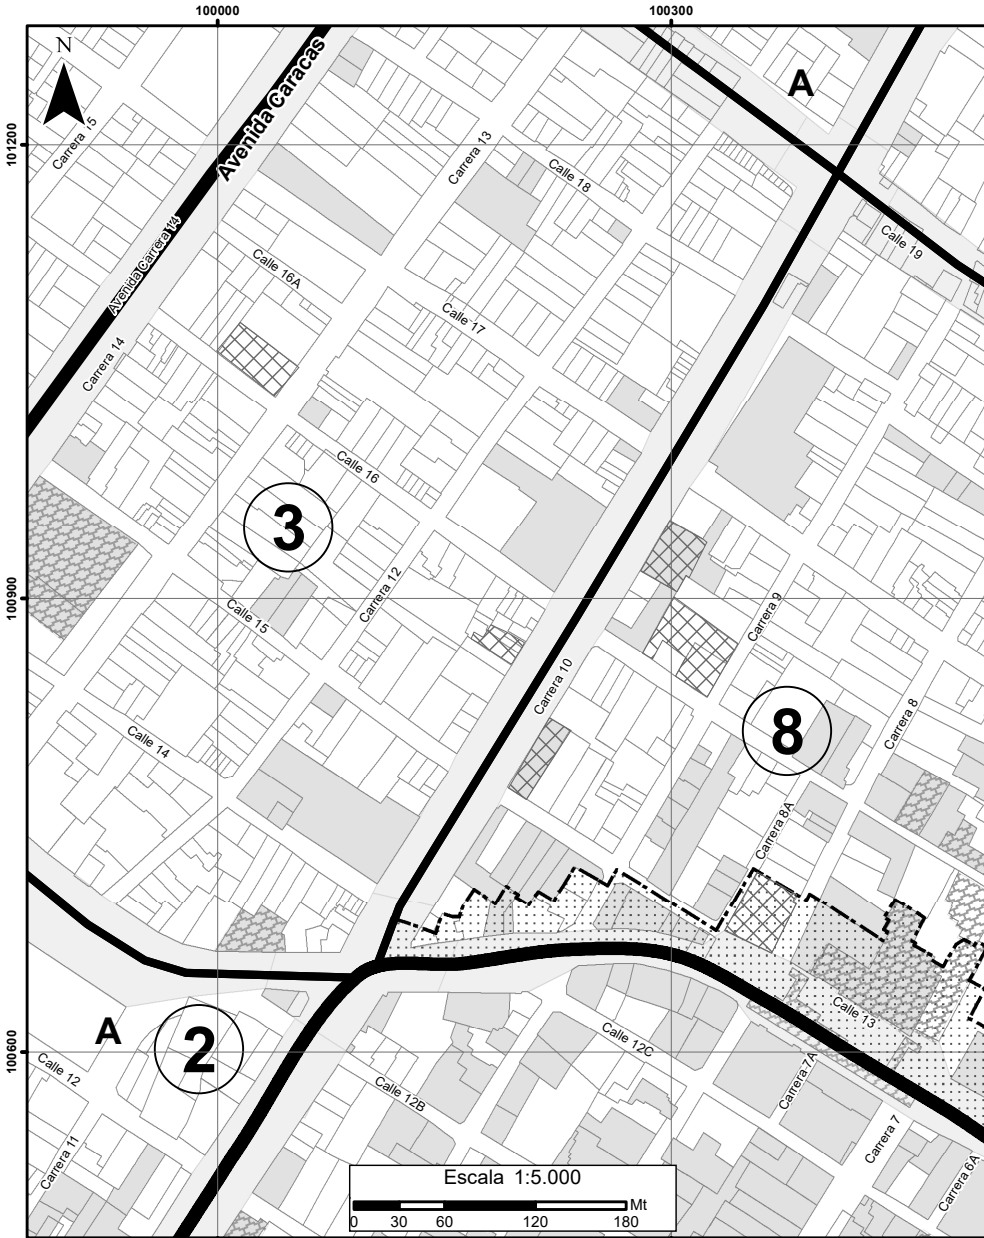 100000
100300
N
Avenida Caracas
A
101200
Carrera 15
Carrera 13
Calle 18
Avenida Carrera 14
Calle 16A
Calle 19
Calle 17
Carrera 14
Calle 16
3
100900
Carrera 12
Calle 15
Carrera 9
Carrera 10
8
Carrera 8
Calle 14
Carrera 8A
Calle 13
A
2
100600
Calle 12
Calle 12C
Calle 12B
Carrera 7A
Carrera 7
Carrera 11
Carrera 6A
Escala 1:5.000
Mt
0 30 60 120 180